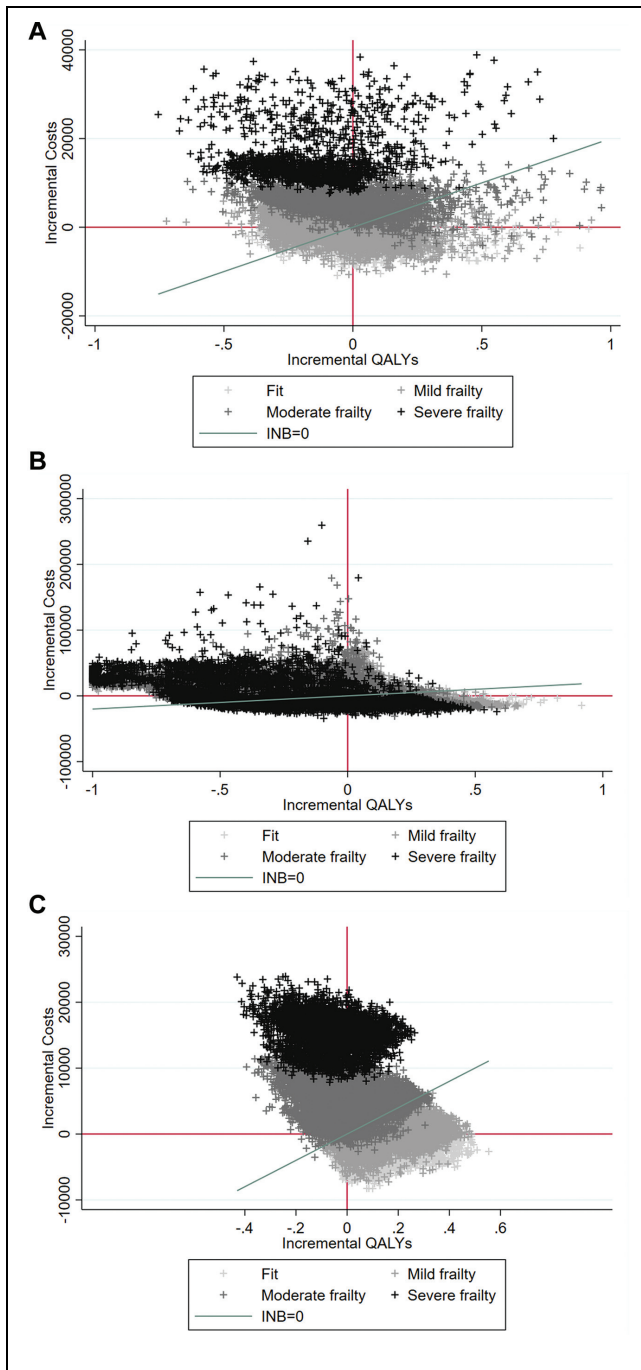 A
Incremental Costs
40000
20000
0
-20000
-1 -.5 0 .5 1
Incremental QALYs
Fit Mild frailty
Moderate frailty Severe frailty
INB=0
B
Incremental Costs
300000
200000
100000
0
-100000
-1 -.5 0 .5 1
Incremental QALYs
Fit Mild frailty
Moderate frailty Severe frailty
INB=0
C
Incremental Costs
30000
20000
10000
0
-10000
-.4 -.2 0 .2 .4 .6
Incremental QALYs
Fit Mild frailty
Moderate frailty Severe frailty
INB=0